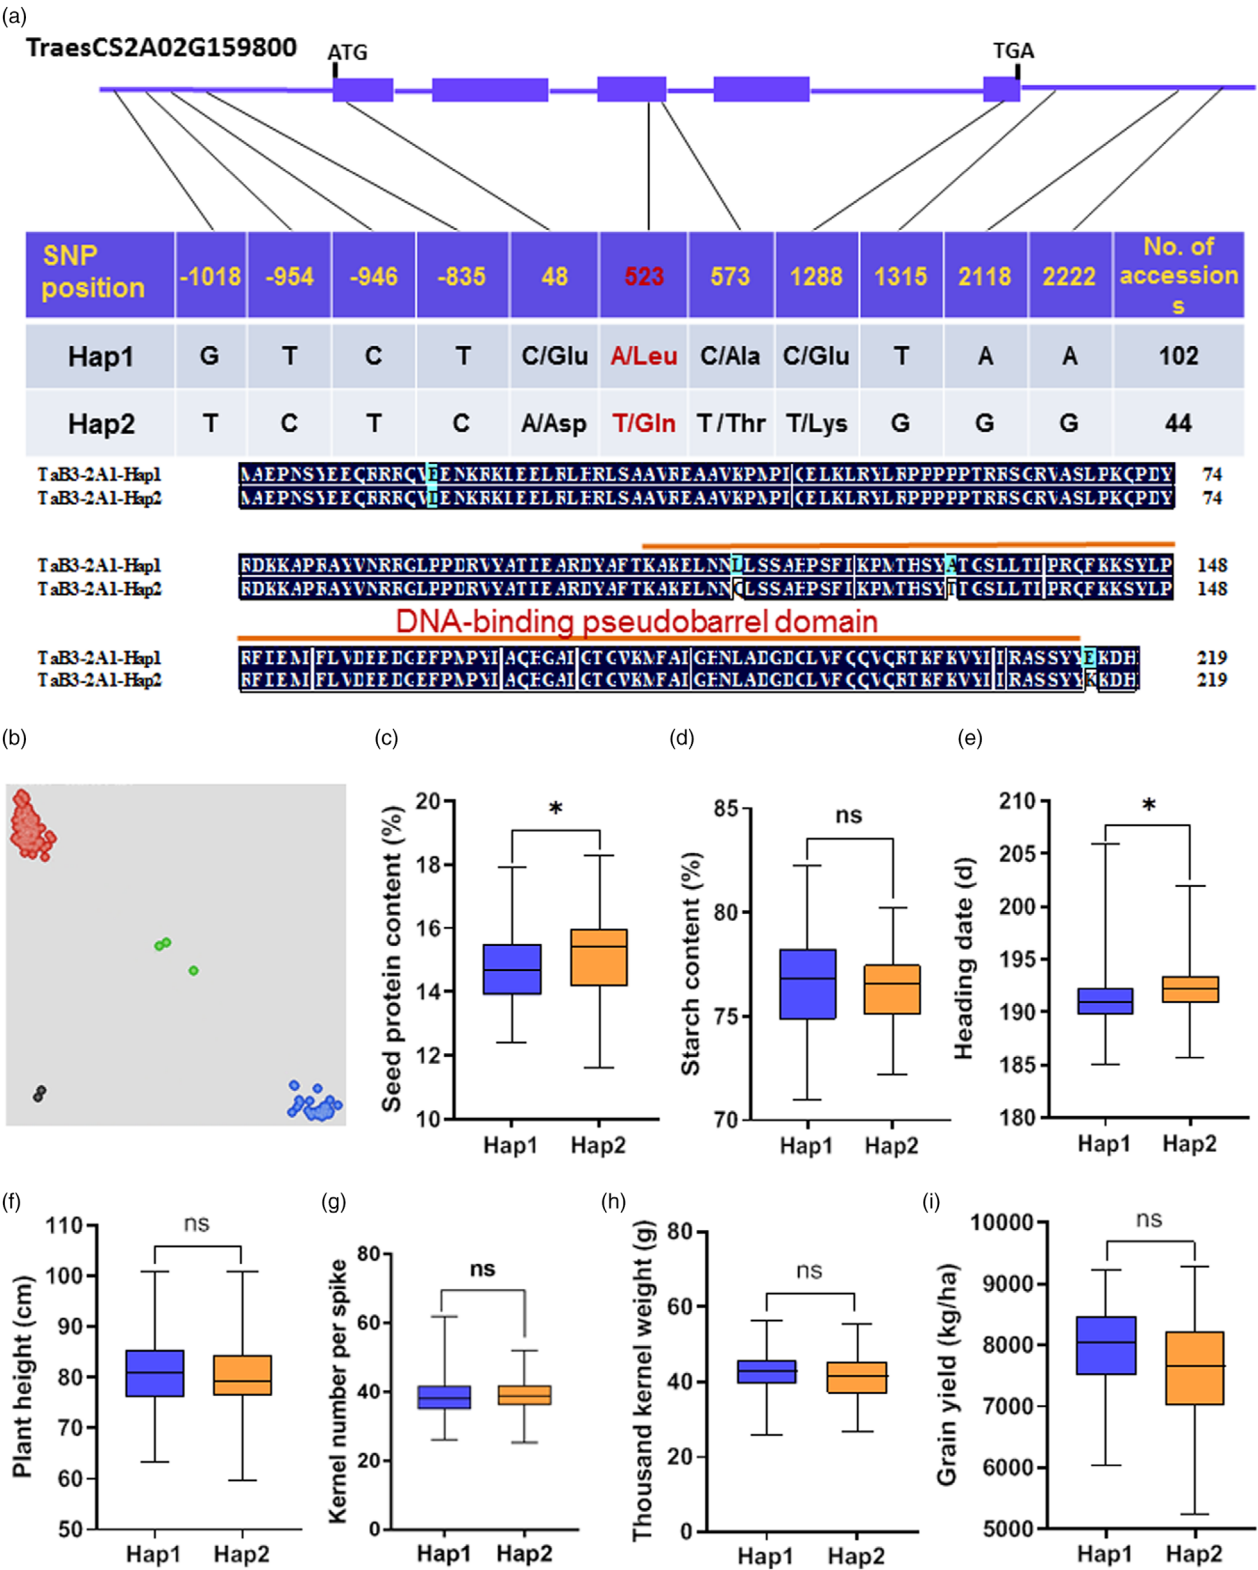 (a)
TraesCS2A02G159800
ATG
TGA
SNP position -1018 -954 -946 -835 48 523 573 1288 1315 2118 2222 No. of accessions
Hap1 G T C T C/Glu A/Leu C/Ala C/Glu T A A 102
Hap2 T C T C A/Asp T/Gln T/Thr T/Lys G G G 44
TaB3-2A1-Hap1 MAEPNSYEEQRRRQVEENKRKLEELRLHRLSAAVREAAVKPMPIQELKLRYLRPPPPPTRRSGRVASLPKQPDY 74
TaB3-2A1-Hap2 MAEPNSYEEQRRRQVDENKRKLEELRLHRLSAAVREAAVKPMPIQELKLRYLRPPPPPTRRSGRVASLPKQPDY 74
TaB3-2A1-Hap1 RDKKAPRAYVNRRGLPPDRVYATIEARDYAFTKAKELNNLLSSAHPSFIKPMTHSYATGSLLTIPRQFKKSYLP 148
TaB3-2A1-Hap2 RDKKAPRAYVNRRGLPPDRVYATIEARDYAFTKAKELNNQLSSAHPSFIKPMTHSYTTGSLLTIPRQFKKSYLP 148
DNA-binding pseudobarrel domain
TaB3-2A1-Hap1 RFIEMIFLVDEEDGEFPMPYIAQHGAIGTGVKMFAIGHNLADGDCLVFQQVQRTKFKVYIIRASSYYEKDH 219
TaB3-2A1-Hap2 RFIEMIFLVDEEDGEFPMPYIAQHGAIGTGVKMFAIGHNLADGDCLVFQQVQRTKFKVYIIRASSYYKKDH 219
(b)
(c)
Seed protein content (%)
20
18
16
14
12
10
*
Hap1 Hap2
(d)
Starch content (%)
85
80
75
70
ns
Hap1 Hap2
(e)
Heading date (d)
210
205
200
195
190
185
180
*
Hap1 Hap2
(f)
Plant height (cm)
110
100
90
80
70
60
50
ns
Hap1 Hap2
(g)
Kernel number per spike
80
60
40
20
0
ns
Hap1 Hap2
(h)
Thousand kernel weight (g)
80
60
40
20
0
ns
Hap1 Hap2
(i)
Grain yield (kg/ha)
10000
9000
8000
7000
6000
5000
ns
Hap1 Hap2